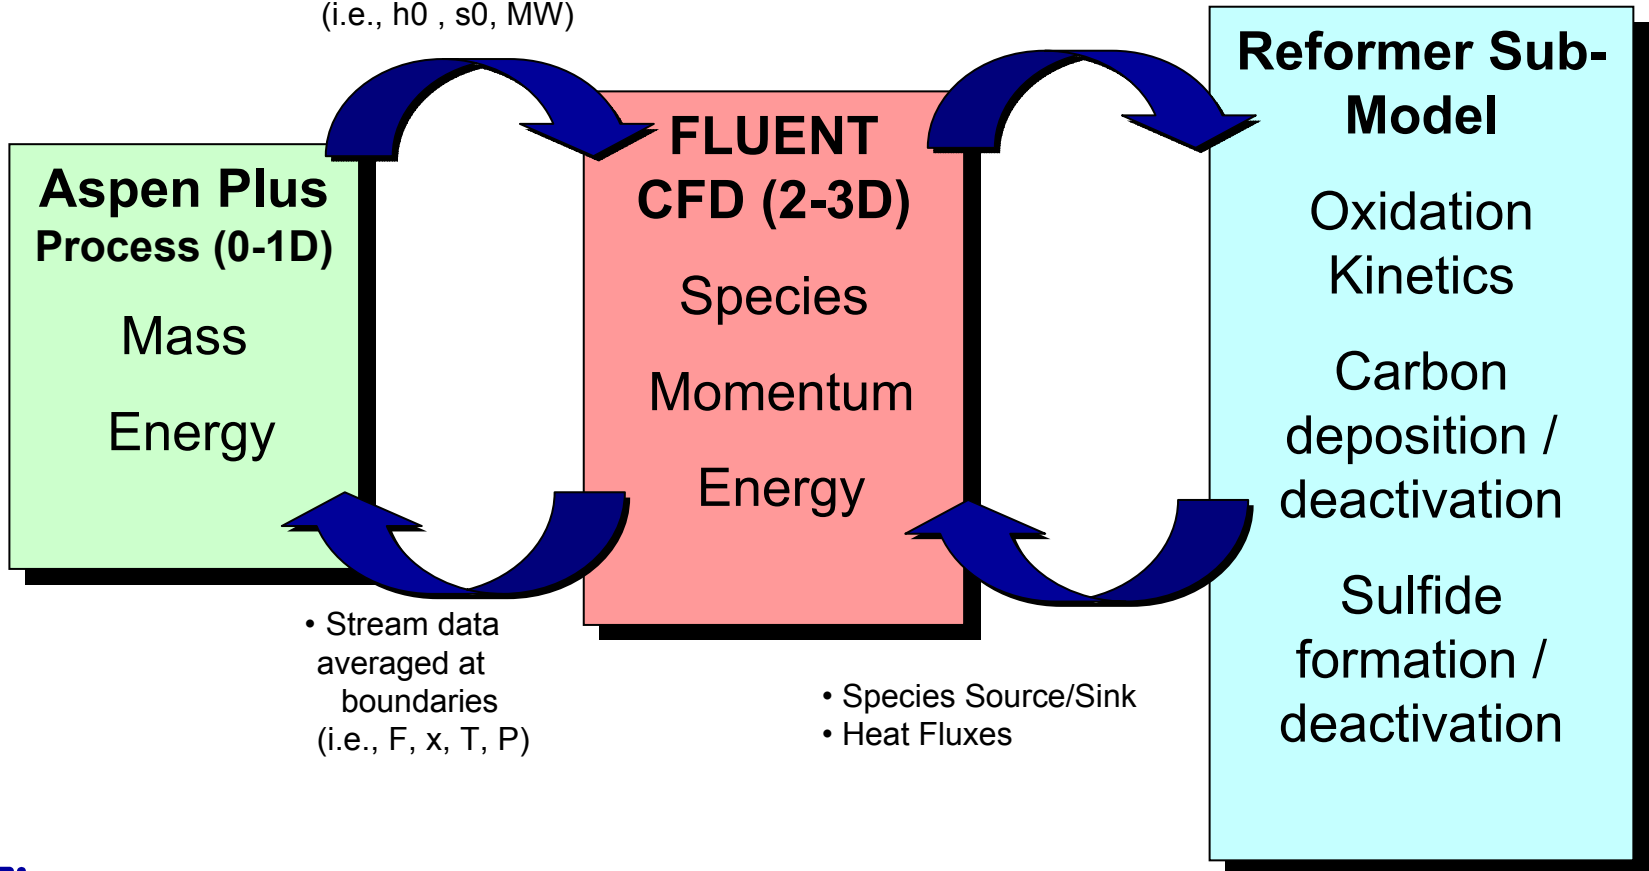 (i.e., h0 , s0, MW)
Aspen Plus
Process (0-1D)
Mass
Energy
• Stream data
averaged at
boundaries
(i.e., F, x, T, P)
FLUENT
CFD (2-3D)
Species
Momentum
Energy
• Species Source/Sink
• Heat Fluxes
Reformer Sub-
Model
Oxidation
Kinetics
Carbon
deposition /
deactivation
Sulfide
formation /
deactivation